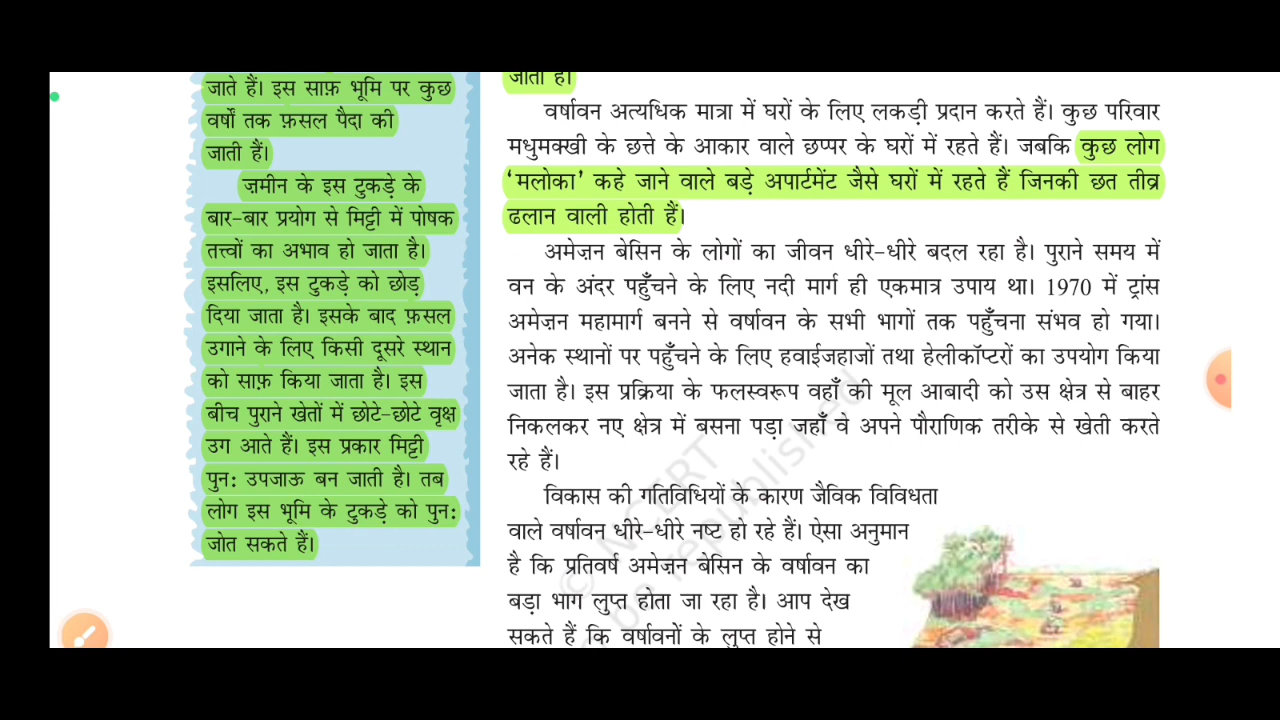 जाते हैं। इस साफ़ भूमि पर कुछ
वर्षों तक फ़सल पैदा की
जाती हैं।
ज़मीन के इस टुकड़े के
बार-बार प्रयोग से मिट्टी में पोषक
तत्त्वों का अभाव हो जाता है।
इसलिए, इस टुकड़े को छोड़
दिया जाता है। इसके बाद फ़सल
उगाने के लिए किसी दूसरे स्थान
को साफ़ किया जाता है। इस
बीच पुराने खेतों में छोटे-छोटे वृक्ष
उग आते हैं। इस प्रकार मिट्टी
पुन: उपजाऊ बन जाती है। तब
लोग इस भूमि के टुकड़े को पुन:
जोत सकते हैं।
जाता है।
वर्षावन अत्यधिक मात्रा में घरों के लिए लकड़ी प्रदान करते हैं। कुछ परिवार
मधुमक्खी के छत्ते के आकार वाले छप्पर के घरों में रहते हैं। जबकि कुछ लोग
‘मलोका’ कहे जाने वाले बड़े अपार्टमेंट जैसे घरों में रहते हैं जिनकी छत तीव्र
ढलान वाली होती हैं।
अमेज़न बेसिन के लोगों का जीवन धीरे-धीरे बदल रहा है। पुराने समय में
वन के अंदर पहुँचने के लिए नदी मार्ग ही एकमात्र उपाय था। 1970 में ट्रांस
अमेज़न महामार्ग बनने से वर्षावन के सभी भागों तक पहुँचना संभव हो गया।
अनेक स्थानों पर पहुँचने के लिए हवाईजहाजों तथा हेलीकॉप्टरों का उपयोग किया
जाता है। इस प्रक्रिया के फलस्वरूप वहाँ की मूल आबादी को उस क्षेत्र से बाहर
निकलकर नए क्षेत्र में बसना पड़ा जहाँ वे अपने पौराणिक तरीके से खेती करते
रहे हैं।
विकास की गतिविधियों के कारण जैविक विविधता
वाले वर्षावन धीरे-धीरे नष्ट हो रहे हैं। ऐसा अनुमान
है कि प्रतिवर्ष अमेज़न बेसिन के वर्षावन का
बड़ा भाग लुप्त होता जा रहा है। आप देख
सकते हैं कि वर्षावनों के लुप्त होने से
© NCERT
be republished